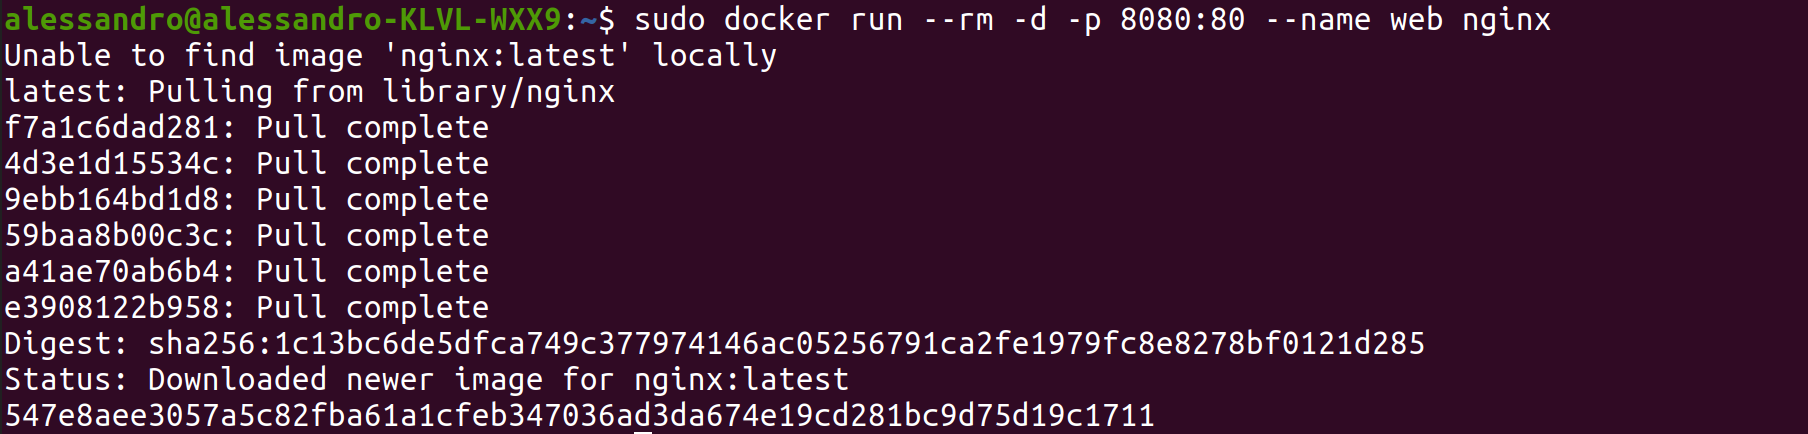 alessandro@alessandro-KLVL-WXX9:~$ sudo docker run --rm -d -p 8080:80 --name web nginx
Unable to find image 'nginx:latest' locally
latest: Pulling from library/nginx
f7a1c6dad281: Pull complete
4d3e1d15534c: Pull complete
9ebb164bd1d8: Pull complete
59baa8b00c3c: Pull complete
a41ae70ab6b4: Pull complete
e3908122b958: Pull complete
Digest: sha256:1c13bc6de5dfca749c377974146ac05256791ca2fe1979fc8e8278bf0121d285
Status: Downloaded newer image for nginx:latest
547e8aee3057a5c82fba61a1cfeb347036ad3da674e19cd281bc9d75d19c1711